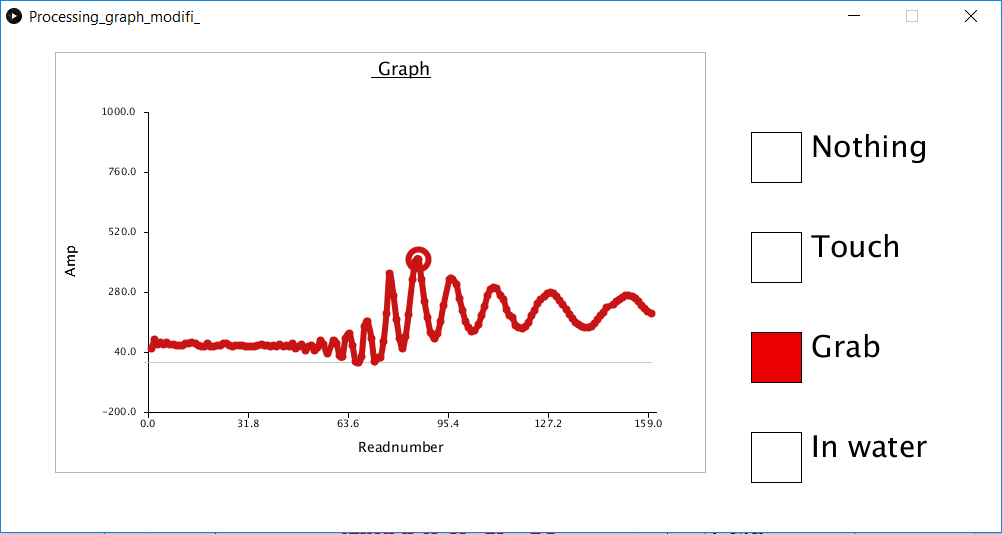 Processing_graph_modifi_
Graph
1000.0
760.0
520.0
280.0
40.0
-200.0
Amp
0.0 31.8 63.6 95.4 127.2 159.0
Readnumber
Nothing
Touch
Grab
In water